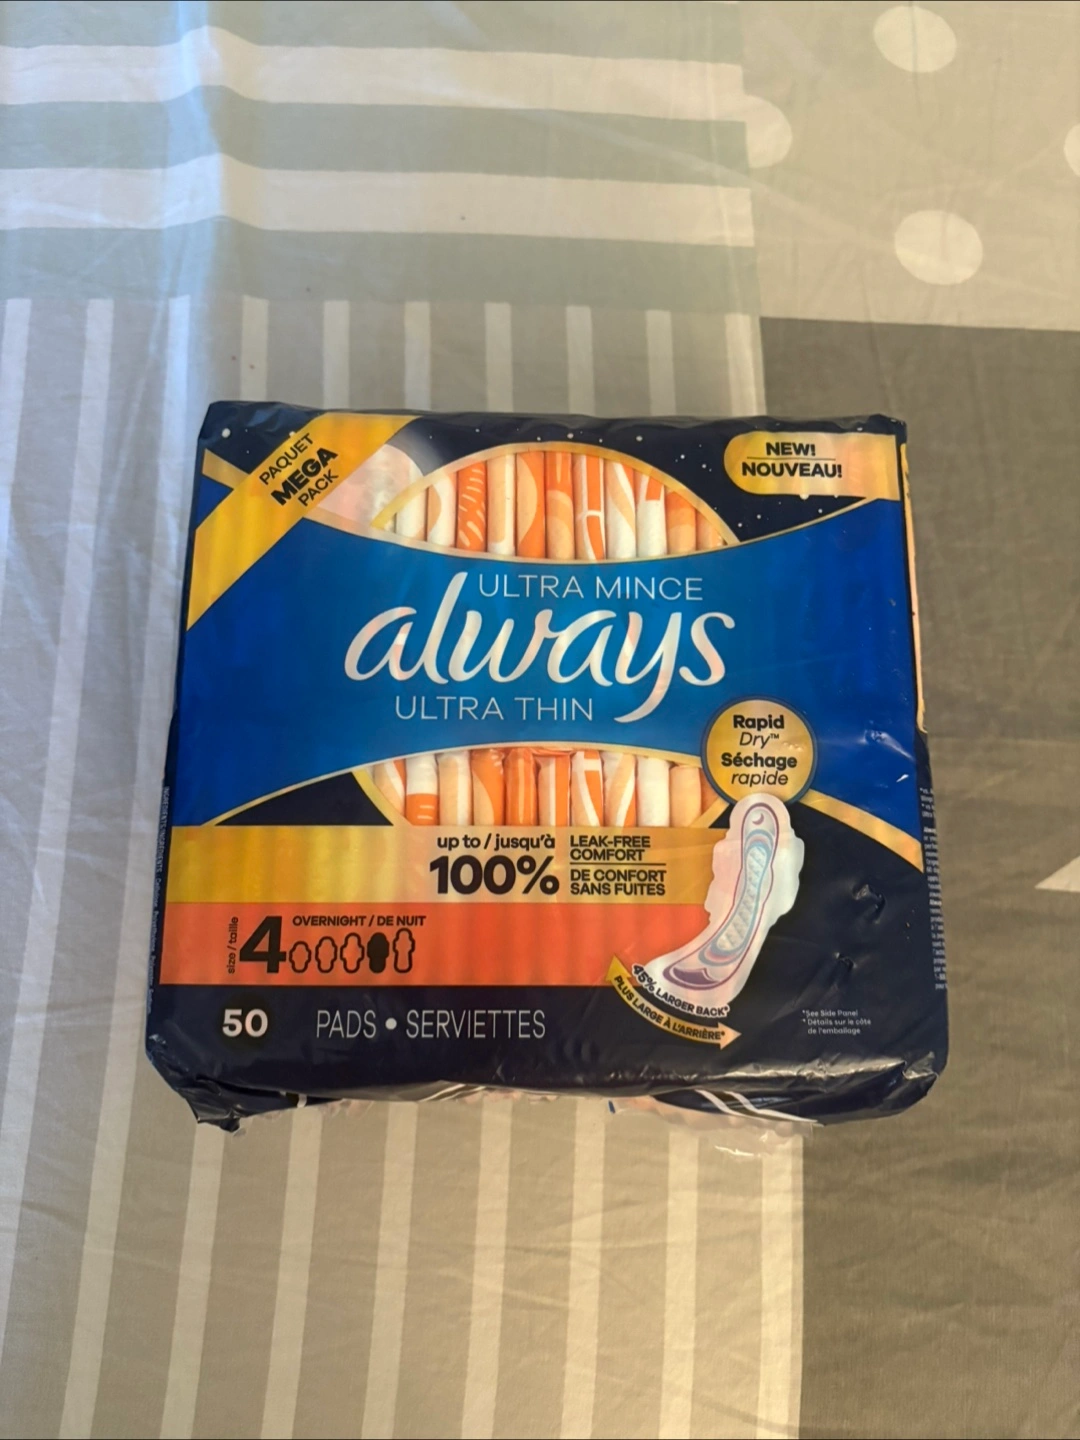 PAQUET
MEGA
PACK
NEW!
NOUVEAU!
ULTRA MINCE
always
ULTRA THIN
Rapid
Dry™
Séchage
rapide
up to / jusqu'à
100%
LEAK-FREE
COMFORT
DE CONFORT
SANS FUITES
size / taille
4
OVERNIGHT / DE NUIT
45% LARGER BACK*
PLUS LARGE À L'ARRIÈRE*
50 PADS • SERVIETTES
*See Side Panel
*Détails sur le côté
de l'emballage